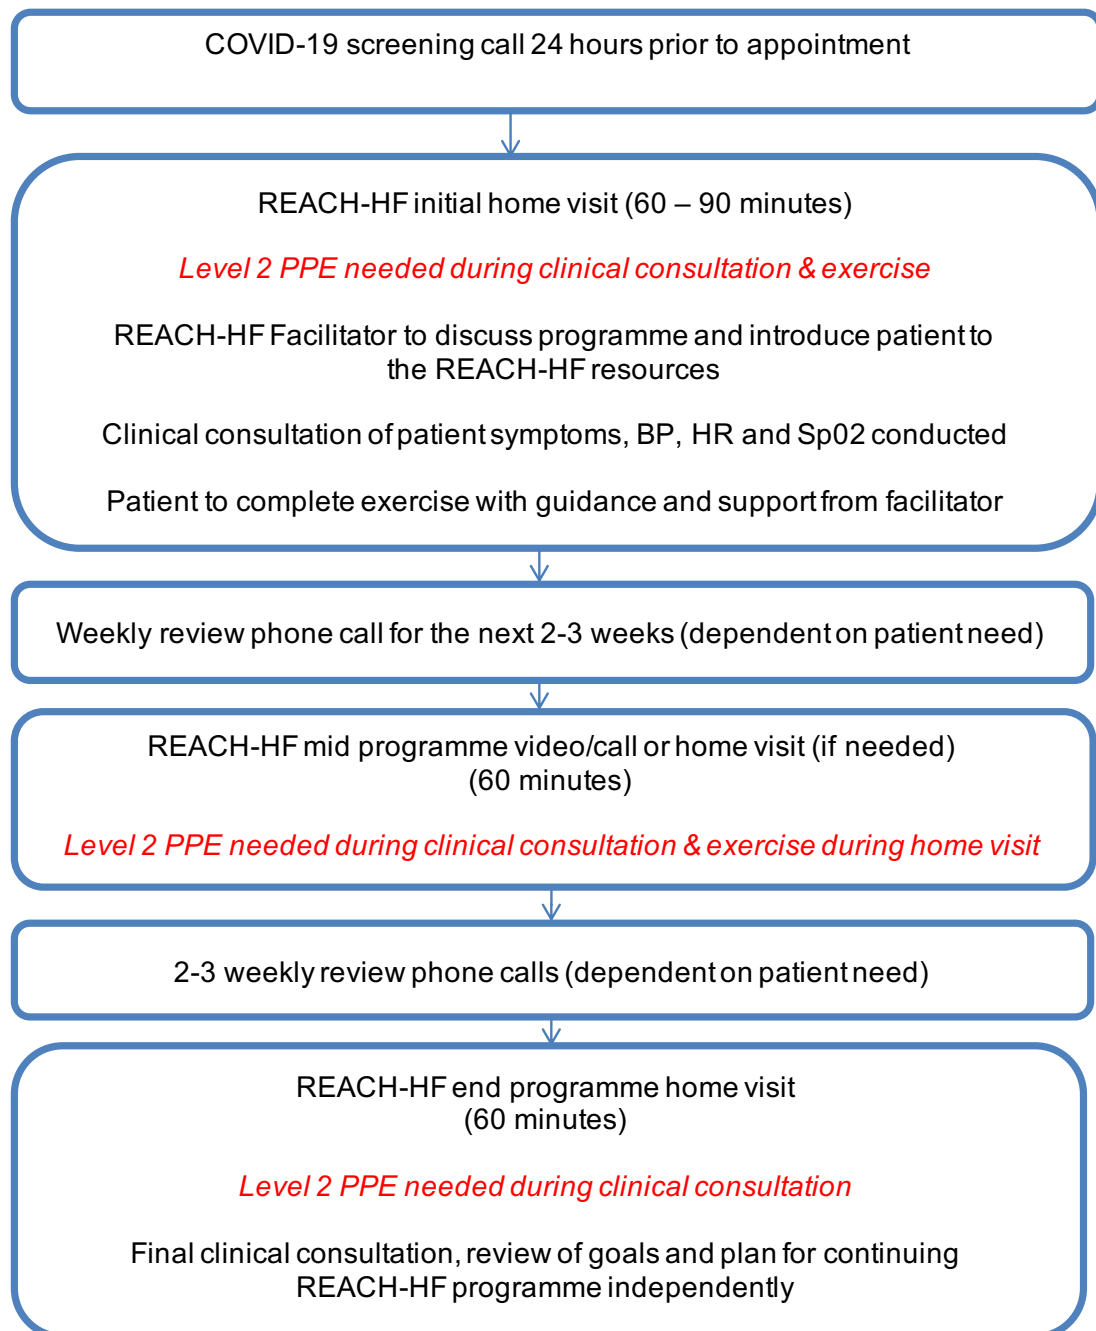 COVID-19 screening call 24 hours prior to appointment
REACH-HF initial home visit (60 – 90 minutes)
Level 2 PPE needed during clinical consultation & exercise
REACH-HF Facilitator to discuss programme and introduce patient to
the REACH-HF resources
Clinical consultation of patient symptoms, BP, HR and Sp02 conducted
Patient to complete exercise with guidance and support from facilitator
Weekly review phone call for the next 2-3 weeks (dependent on patient need)
REACH-HF mid programme video/call or home visit (if needed)
(60 minutes)
Level 2 PPE needed during clinical consultation & exercise during home visit
2-3 weekly review phone calls (dependent on patient need)
REACH-HF end programme home visit
(60 minutes)
Level 2 PPE needed during clinical consultation
Final clinical consultation, review of goals and plan for continuing
REACH-HF programme independently